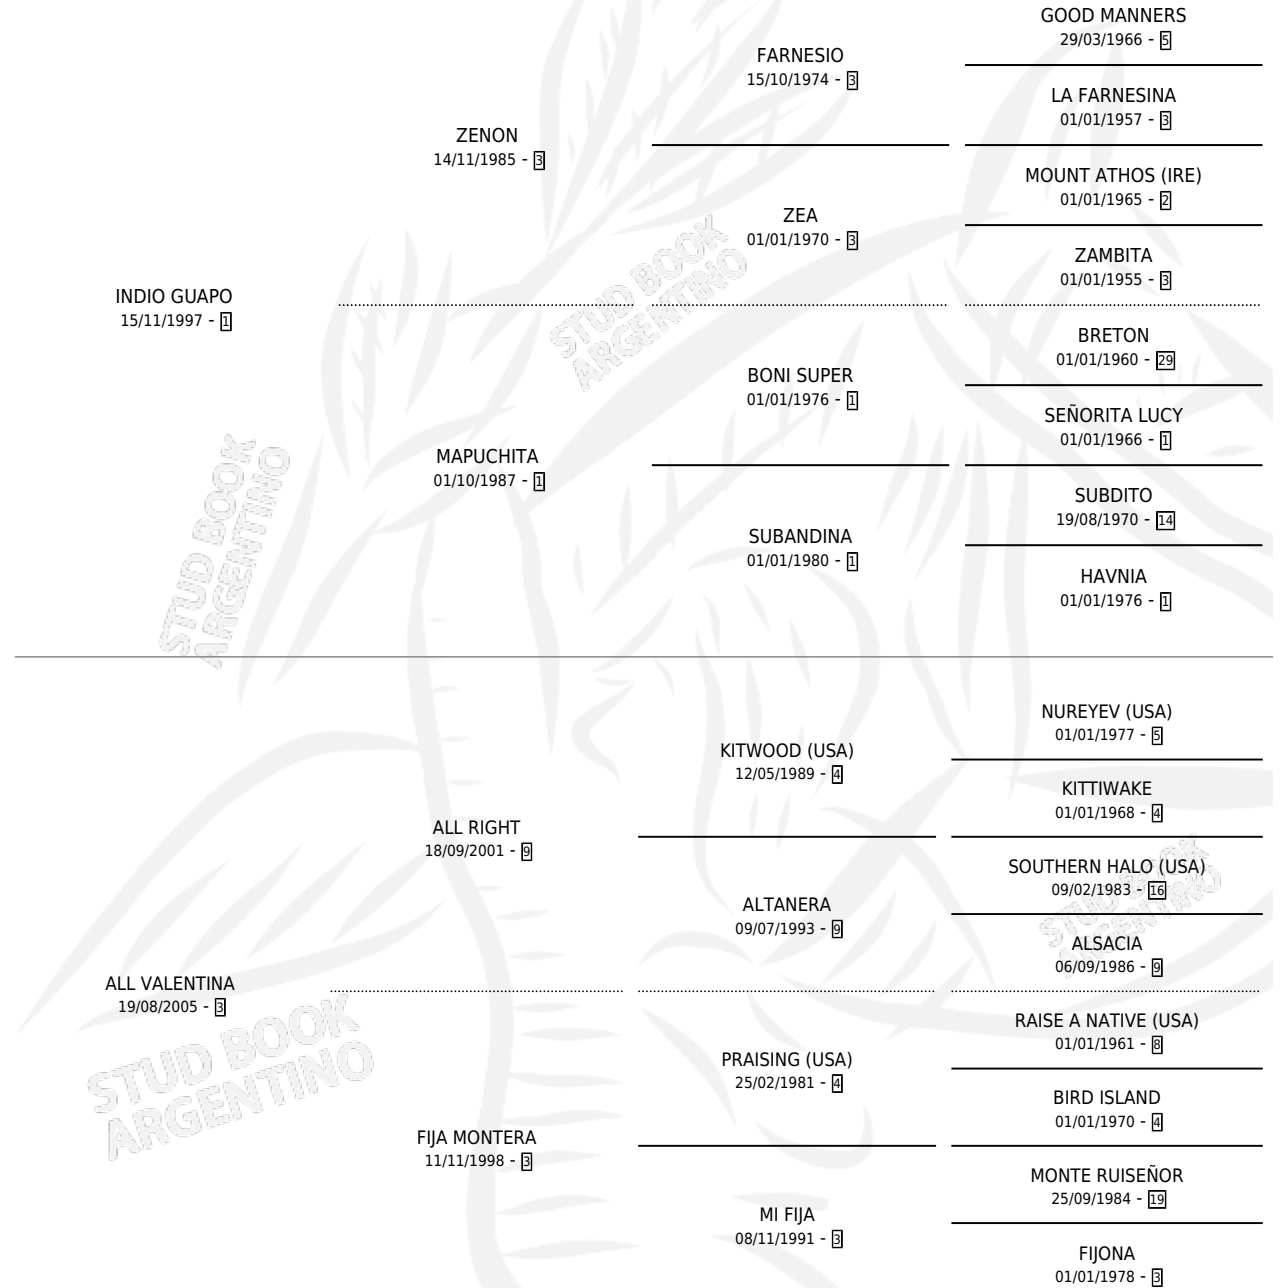 GOOD MANNERS
29/03/1966 - 5
FARNESIO
15/10/1974 - 3
LA FARNESINA
01/01/1957 - 3
ZENON
14/11/1985 - 3
MOUNT ATHOS (IRE)
01/01/1965 - 2
ZEA
01/01/1970 - 3
ZAMBITA
01/01/1955 - 3
INDIO GUAPO
15/11/1997 - 1
BRETON
01/01/1960 - 29
BONI SUPER
01/01/1976 - 1
SEÑORITA LUCY
01/01/1966 - 1
MAPUCHITA
01/10/1987 - 1
SUBDITO
19/08/1970 - 14
SUBANDINA
01/01/1980 - 1
HAVNIA
01/01/1976 - 1
STUD BOOK
ARGENTINO
STUD BOOK
ARGENTINO
NUREYEV (USA)
01/01/1977 - 5
KITWOOD (USA)
12/05/1989 - 4
KITTIWAKE
01/01/1968 - 4
ALL RIGHT
18/09/2001 - 9
SOUTHERN HALO (USA)
09/02/1983 - 16
ALTANERA
09/07/1993 - 9
ALSACIA
06/09/1986 - 9
ALL VALENTINA
19/08/2005 - 3
RAISE A NATIVE (USA)
01/01/1961 - 8
PRAISING (USA)
25/02/1981 - 4
BIRD ISLAND
01/01/1970 - 4
FIJA MONTERA
11/11/1998 - 3
MONTE RUISEÑOR
25/09/1984 - 19
MI FIJA
08/11/1991 - 3
FIJONA
01/01/1978 - 3
STUD BOOK
ARGENTINO
STUD BOOK
ARGENTINO